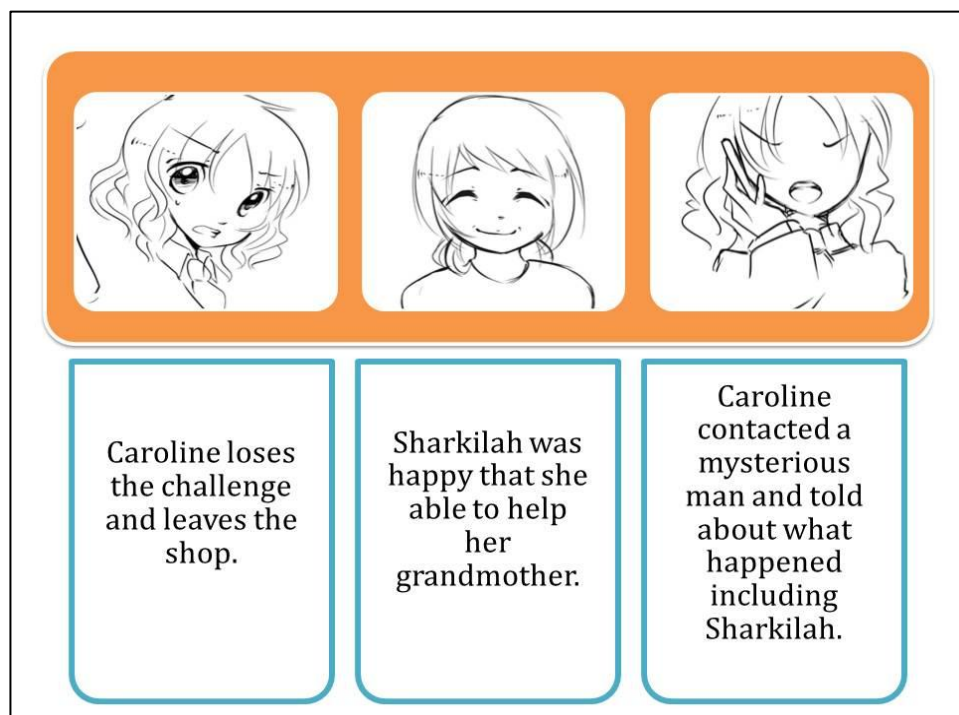 Caroline loses
the challenge
and leaves the
shop.
Sharkilah was
happy that she
able to help
her
grandmother.
Caroline
contacted a
mysterious
man and told
about what
happened
including
Sharkilah.